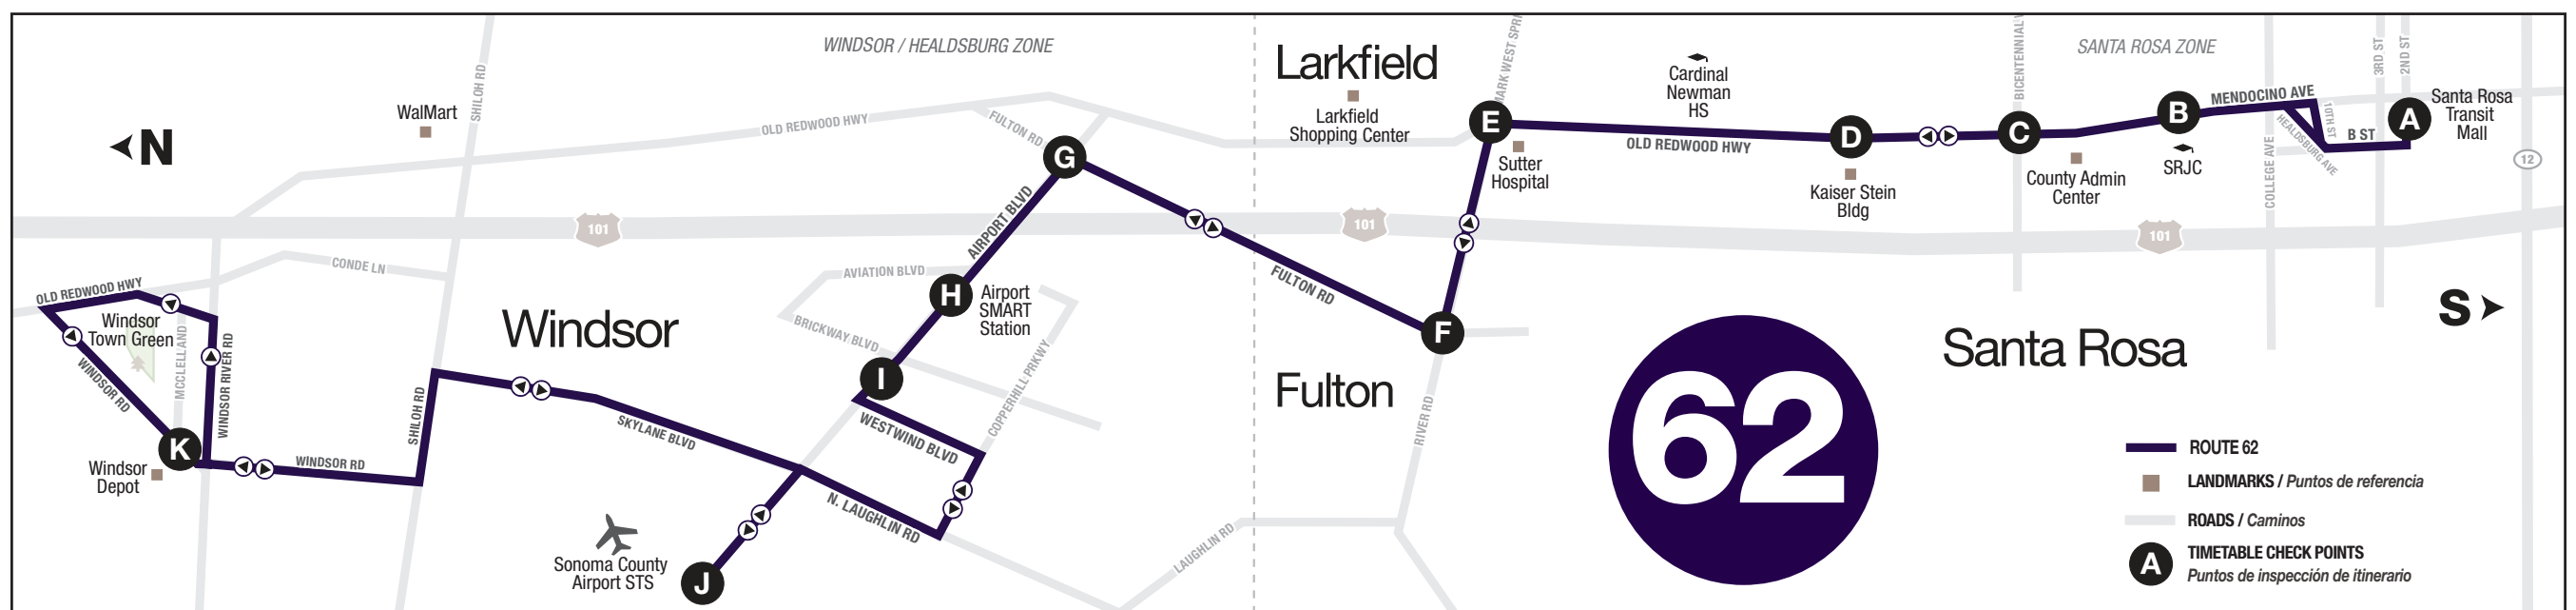 WINDSOR / HEALDSBURG ZONE
SANTA ROSA ZONE
N
WalMart
SHILOH RD
OLD REDWOOD HWY
FULTON RD
G
Larkfield
Larkfield
Shopping Center
MARK WEST SPRI
E
Sutter
Hospital
Cardinal
Newman
HS
OLD REDWOOD HWY
D
Kaiser Stein
Bldg
BICENTENNIAL
C
County Admin
Center
B
SRJC
MENDOCINO AVE
COLLEGE AVE
HEALDSBURG AVE
10TH ST
B ST
3RD ST
2ND ST
A
Santa Rosa
Transit
Mall
12
101
101
101
CONDE LN
OLD REDWOOD HWY
Windsor
Town Green
MCCLELLAND
WINDSOR RIVER RD
WINDSOR RD
K
Windsor
Depot
WINDSOR RD
SHILOH RD
Windsor
SKYLANE BLVD
AIRPORT BLVD
AVIATION BLVD
H
Airport
SMART
Station
BRICKWAY BLVD
I
COPPERHILL PRKWY
WESTWIND BLVD
N. LAUGHLIN RD
Sonoma County
Airport STS
J
LAUGHLIN RD
FULTON RD
F
Fulton
RIVER RD
62
Santa Rosa
S
ROUTE 62
LANDMARKS / Puntos de referencia
ROADS / Caminos
A
TIMETABLE CHECK POINTS
Puntos de inspección de itinerario